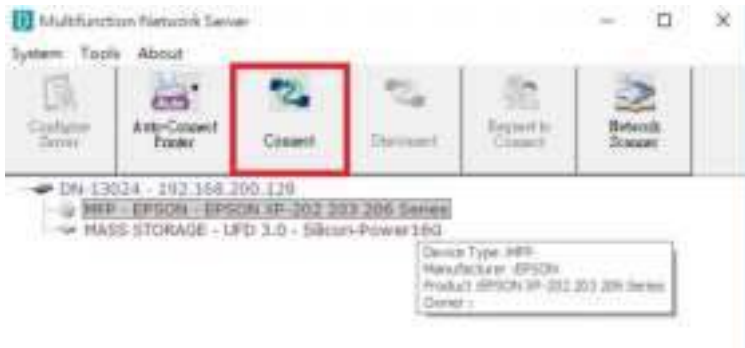 Multifunction Network Server
System Tools About
Configure Server
Auto-Connect Printer
Connect
Disconnect
Request to Connect
Network Scanner
DN-13024 - 192.168.200.129
MFP - EPSON - EPSON XP-202 203 206 Series
MASS STORAGE - UFD 3.0 - Silicon-Power16G
Device Type :MFP
Manufacturer :EPSON
Product :EPSON XP-202 203 206 Series
Owner :